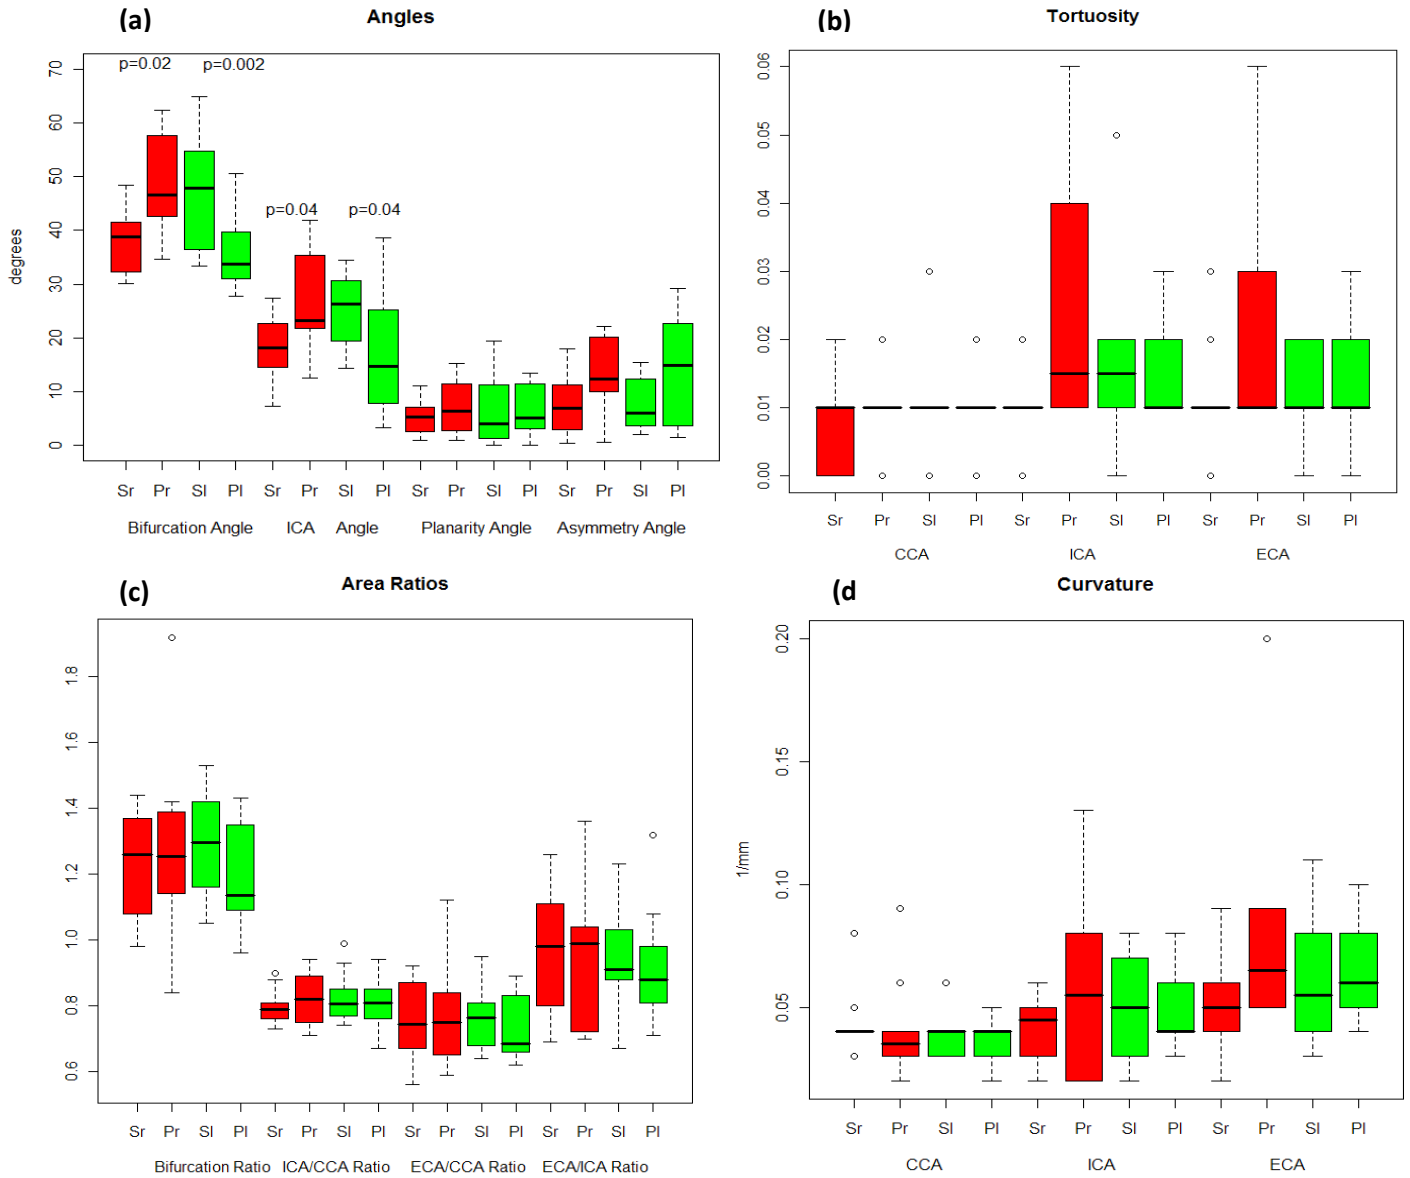 (a)
Angles
p=0.02
p=0.002
p=0.04
p=0.04
degrees
0
10
20
30
40
50
60
70
Sr Pr Sl Pl Sr Pr Sl Pl Sr Pr Sl Pl Sr Pr Sl Pl
Bifurcation Angle ICA Angle Planarity Angle Asymmetry Angle
(b)
Tortuosity
0.00
0.01
0.02
0.03
0.04
0.05
0.06
Sr Pr Sl Pl Sr Pr Sl Pl Sr Pr Sl Pl
CCA ICA ECA
(c)
Area Ratios
0.6
0.8
1.0
1.2
1.4
1.6
1.8
Sr Pr Sl Pl Sr Pr Sl Pl Sr Pr Sl Pl Sr Pr Sl Pl
Bifurcation Ratio ICA/CCA Ratio ECA/CCA Ratio ECA/ICA Ratio
(d
Curvature
1/mm
0.05
0.10
0.15
0.20
Sr Pr Sl Pl Sr Pr Sl Pl Sr Pr Sl Pl
CCA ICA ECA